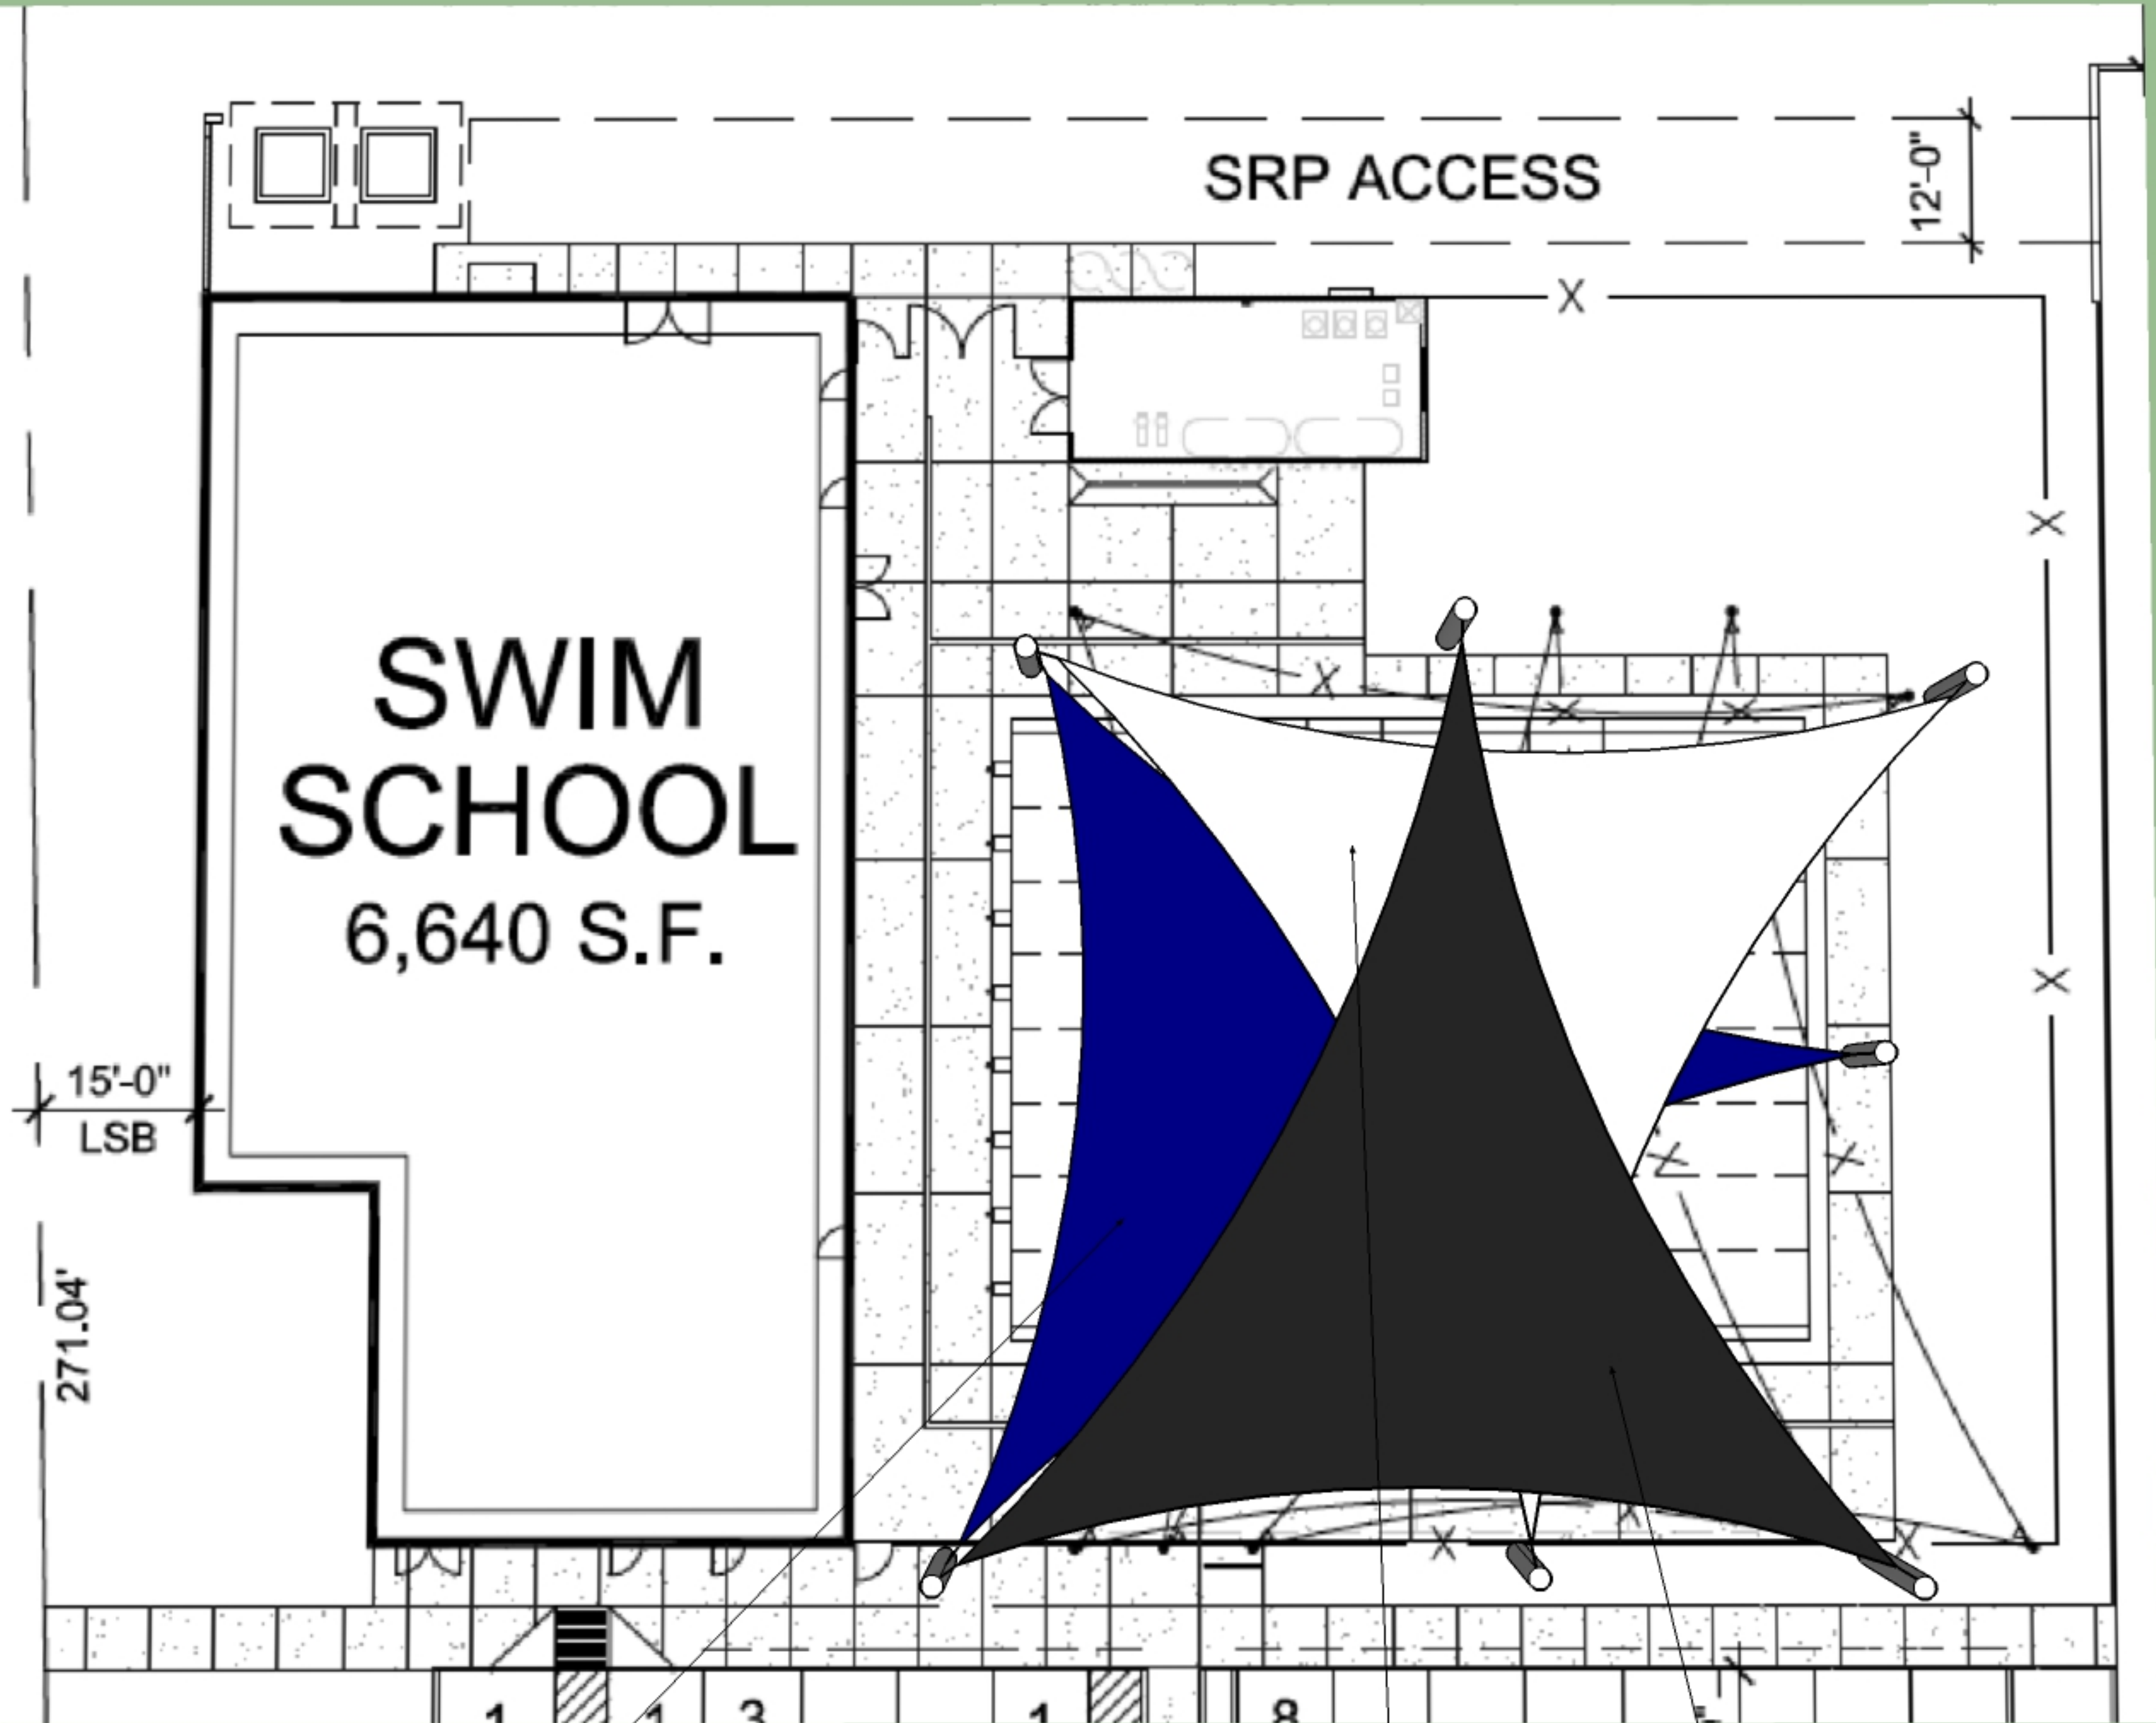 SRP ACCESS
12'-0"
X
X
SWIM
SCHOOL
6,640 S.F.
X
X
X
X
15'-0"
LSB
X
X
271.04'
X
X
X
1
1
3
1
8